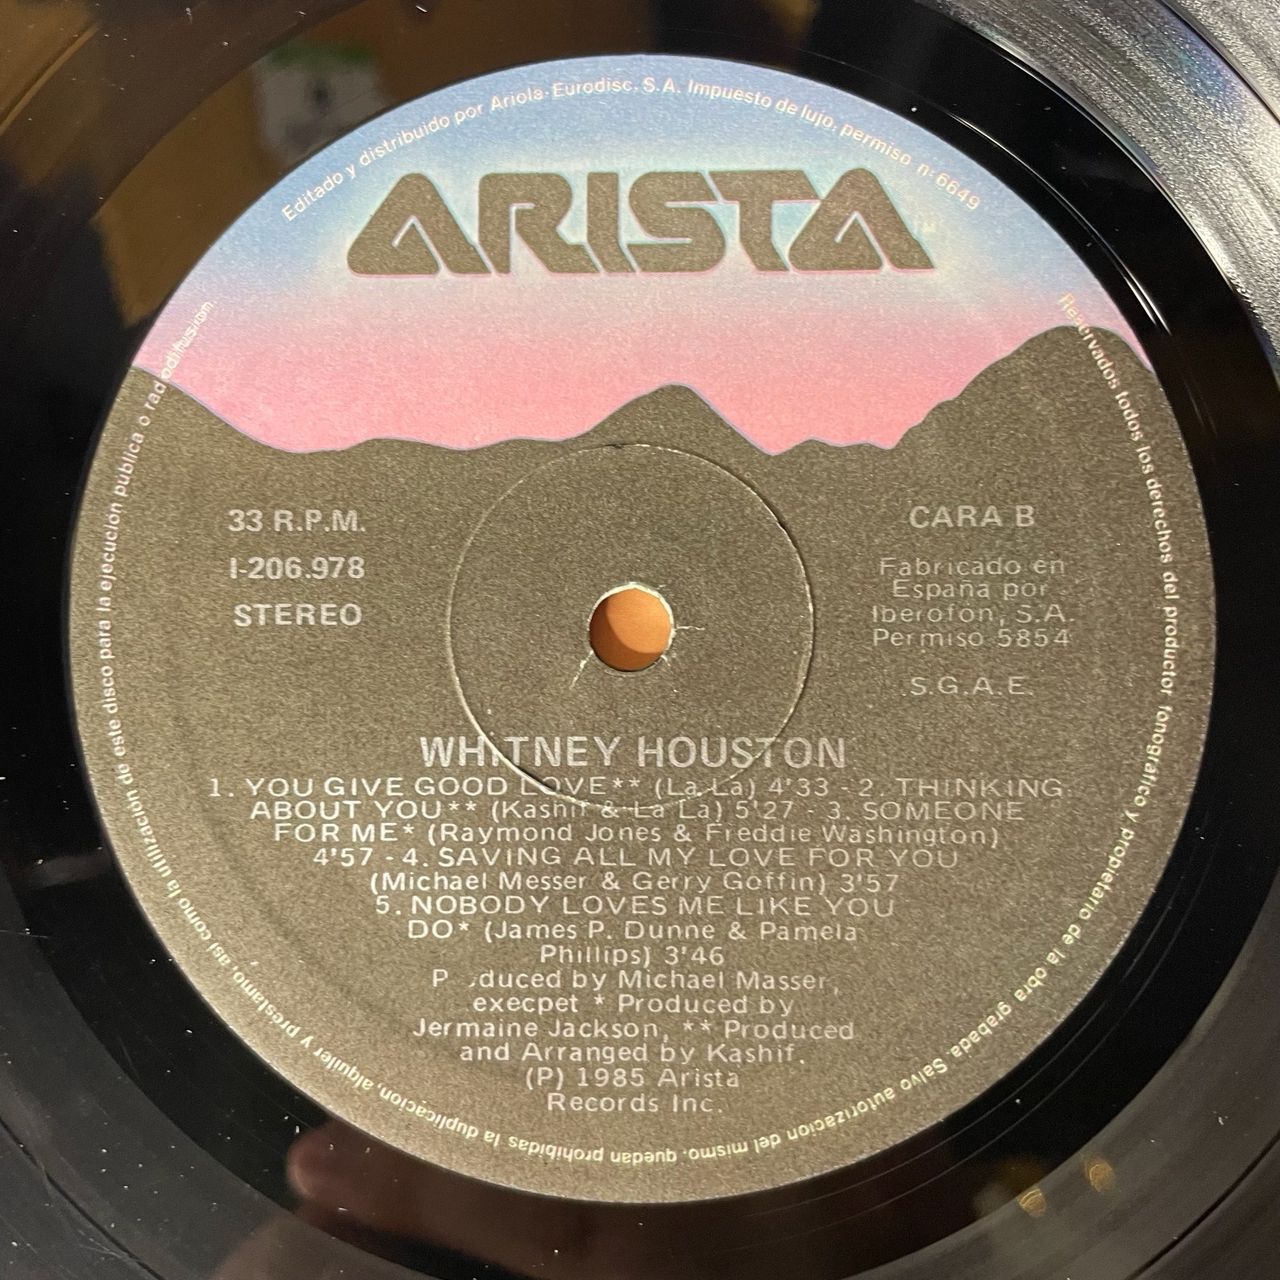 Editado y distribuido por Ariola-Eurodisc. S.A. Impuesto de lujo, permiso n: 6649
ARISTA
33 R.P.M.
I-206.978
STEREO
CARA B
Fabricado en
España por
Iberofón, S.A.
Permiso 5854
S.G.A.E.
WHITNEY HOUSTON
1. YOU GIVE GOOD LOVE** (La La) 4'33 - 2. THINKING
ABOUT YOU** (Kashif & La La) 5'27 - 3. SOMEONE
FOR ME* (Raymond Jones & Freddie Washington)
4'57 - 4. SAVING ALL MY LOVE FOR YOU
(Michael Messer & Gerry Goffin) 3'57
5. NOBODY LOVES ME LIKE YOU
DO* (James P. Dunne & Pamela
Phillips) 3'46
Produced by Michael Masser,
execpet * Produced by
Jermaine Jackson, ** Produced
and Arranged by Kashif.
(P) 1985 Arista
Records Inc.
Reservados todos los derechos del productor fonográfico y propietario de la obra grabada. Salvo autorización del mismo, quedan prohibidas la duplicación, alquiler y préstamo, así como la utilización de este disco para la ejecución pública o radiodifusión.